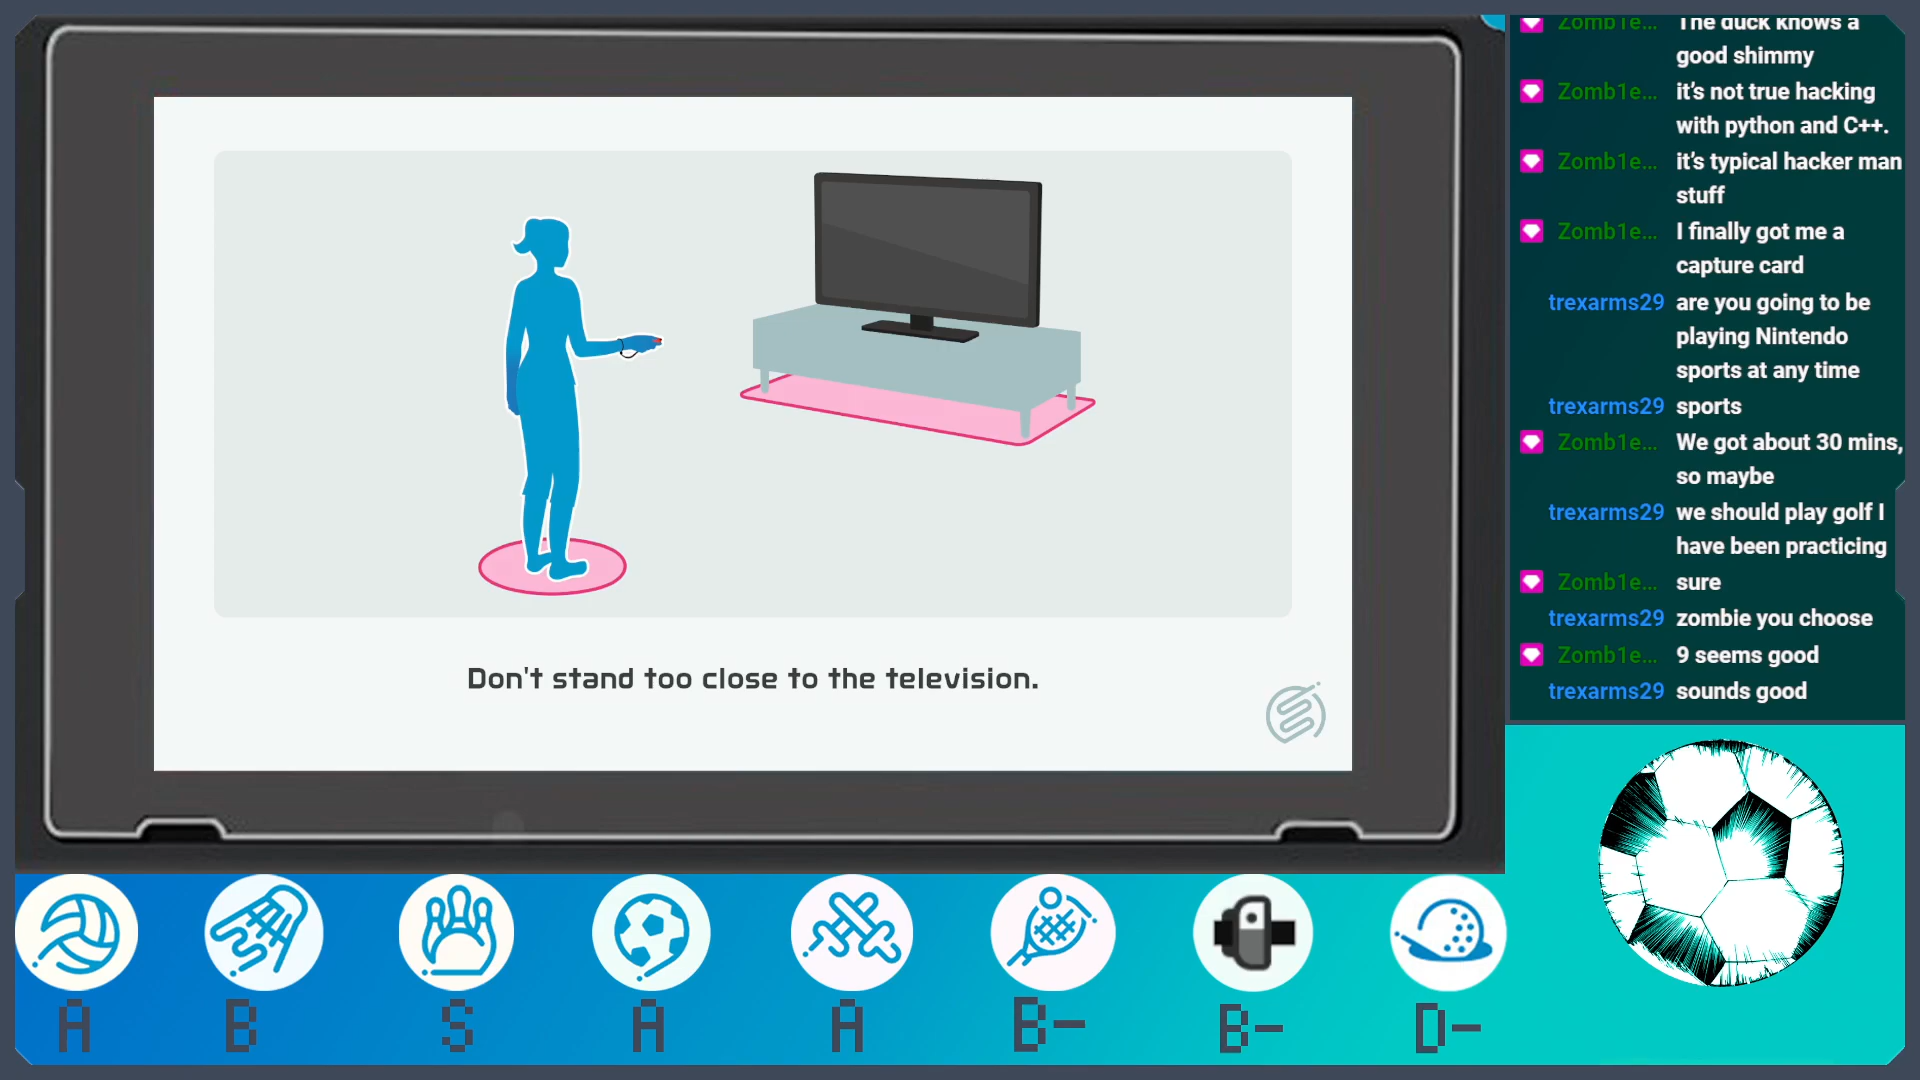 Don't stand too close to the television.
Zomb1e... The duck knows a
good shimmy
Zomb1e... it's not true hacking
with python and C++.
Zomb1e... it's typical hacker man
stuff
Zomb1e... I finally got me a
capture card
trexarms29 are you going to be
playing Nintendo
sports at any time
trexarms29 sports
Zomb1e... We got about 30 mins,
so maybe
trexarms29 we should play golf I
have been practicing
Zomb1e... sure
trexarms29 zombie you choose
Zomb1e... 9 seems good
trexarms29 sounds good
A B S A A B- B- D-